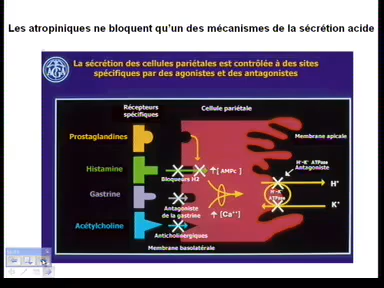 Les atropiniques ne bloquent qu'un des mécanismes de la sécrétion acide
AGA
La sécrétion des cellules pariétales est contrôlée à des sites
spécifiques par des agonistes et des antagonistes
Récepteurs
spécifiques
Cellule pariétale
Prostaglandines
Membrane apicale
Histamine
Bloqueurs H2
↑[ AMPc ]
H⁺-K⁺ ATPase
Antagoniste
H⁺
Gastrine
Antagoniste
de la gastrine
H⁺-K⁺
ATPase
K⁺
↑ [Ca⁺⁺]
Acétylcholine
Anticholinergiques
Membrane basolatérale